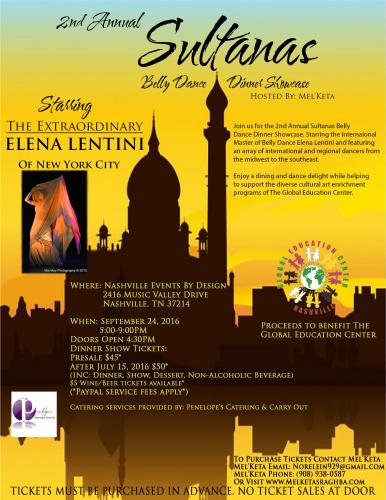 2nd Annual
Sultanas
Belly Dance Dinner Showcase
Hosted By: Mel'Keta
Starring
The Extraordinary
Elena Lentini
Of New York City
Join us for the 2nd Annual Sultanas Belly
Dance Dinner Showcase. Starring the Internaional
Master of Belly Dance Elena Lentini and featuring
an array of international and regional dancers from
the midwest to the southeast.
Enjoy a dining and dance delight while helping
to support the diverse cultural art enrichment
programs of The Global Education Center.
GLOBAL EDUCATION CENTER
NASHVILLE
Where: Nashville Events By Design
2416 Music Valley Drive
Nashville, TN 37214
When: September 24, 2016
5:00-9:00PM
Doors Open 4:30PM
Dinner Show Tickets:
Presale $45*
After July 15, 2016 $50*
(Inc: Dinner, Show, Dessert, Non-Alcoholic Beverage)
$5 Wine/Beer tickets available*
(*Paypal service fees apply*)
Catering services provided by: Penelope's Catering & Carry Out
Proceeds to benefit The
Global Education Center
To Purchase Tickets Contact Mel'Keta
Mel'Keta Email: Norelein929@gmail.com
Mel'Keta Phone: (908) 938-0587
Or Visit www.Melketasraghba.com
Tickets must be purchased in advance. No ticket sales at door